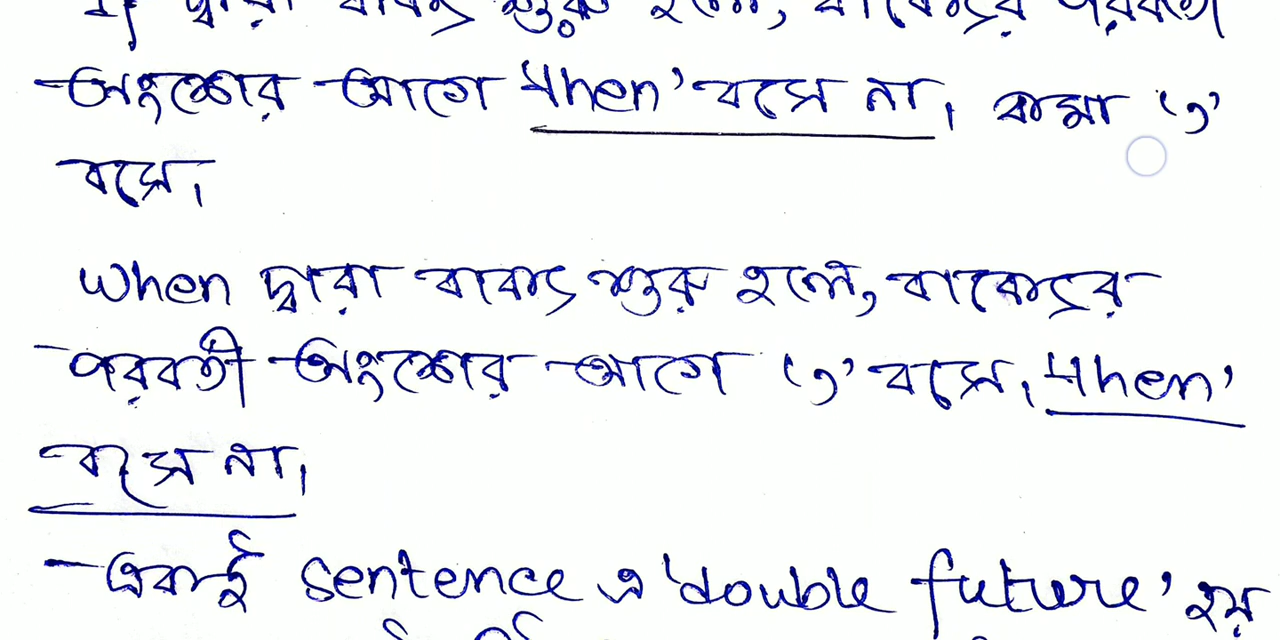 If দ্বারা বাক্য শুরু হলে, বাক্যের পরবর্তী
অংশের আগে 'then' বসে না। কমা ',' 
বসে।
When দ্বারা বাক্য শুরু হলে, বাক্যের
পরবর্তী অংশের আগে ',' বসে। 'then'
বসে না।
একই sentence এ 'double future' হয়